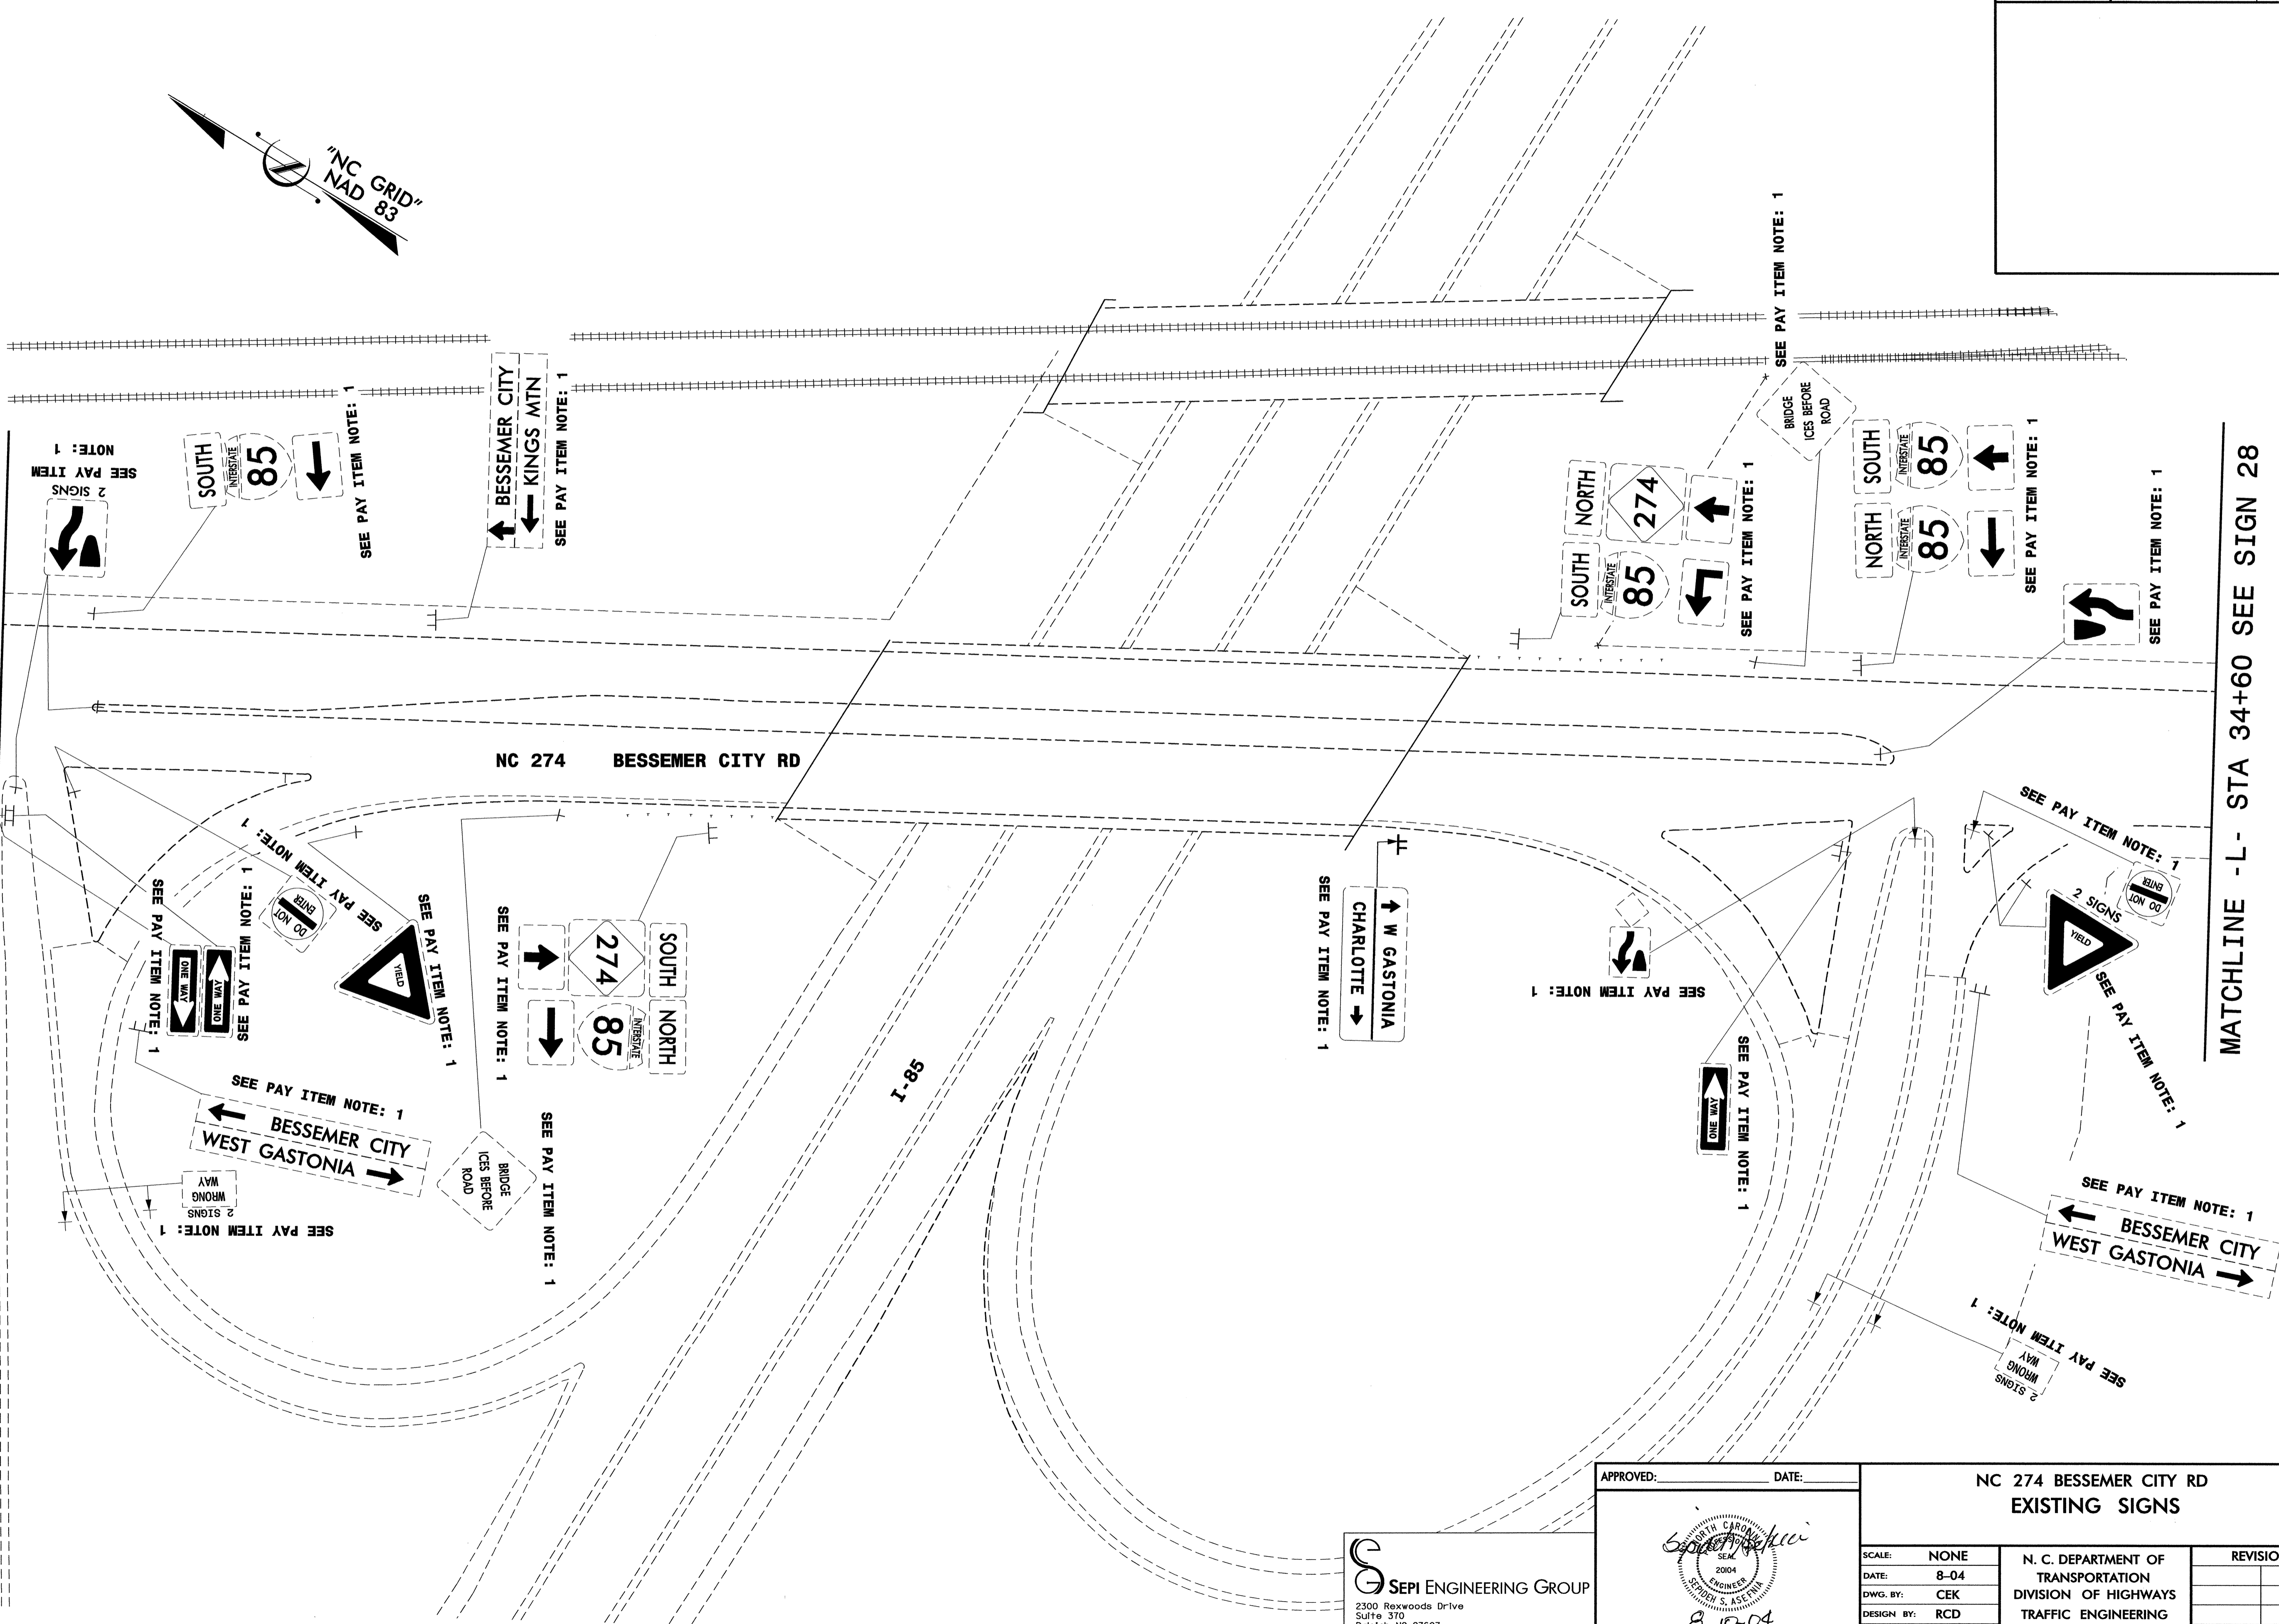 "NC GRID"
NAD 83
SEE PAY ITEM
NOTE: 1
2 SIGNS
SOUTH
INTERSTATE
85
SEE PAY ITEM NOTE: 1
BESSEMER CITY
KINGS MTN
SEE PAY ITEM NOTE: 1
NORTH
274
SOUTH
INTERSTATE
85
SEE PAY ITEM NOTE: 1
SEE PAY ITEM NOTE: 1
BRIDGE
ICES BEFORE
ROAD
SOUTH
INTERSTATE
85
NORTH
INTERSTATE
85
SEE PAY ITEM NOTE: 1
SEE PAY ITEM NOTE: 1
MATCHLINE -L- STA 34+60 SEE SIGN 28
NC 274 BESSEMER CITY RD
SEE PAY ITEM NOTE: 1
ONE WAY
ONE WAY
SEE PAY ITEM NOTE: 1
SEE PAY ITEM NOTE: 1
DO NOT
ENTER
YIELD
SEE PAY ITEM NOTE: 1
SEE PAY ITEM NOTE: 1
274
SOUTH
85
INTERSTATE
NORTH
SEE PAY ITEM NOTE: 1
BESSEMER CITY
WEST GASTONIA
WRONG
WAY
2 SIGNS
SEE PAY ITEM NOTE: 1
BRIDGE
ICES BEFORE
ROAD
SEE PAY ITEM NOTE: 1
I-85
W GASTONIA
CHARLOTTE
SEE PAY ITEM NOTE: 1
SEE PAY ITEM NOTE: 1
ONE WAY
SEE PAY ITEM NOTE: 1
SEE PAY ITEM NOTE: 1
DO NOT
ENTER
2 SIGNS
YIELD
SEE PAY ITEM NOTE: 1
SEE PAY ITEM NOTE: 1
BESSEMER CITY
WEST GASTONIA
SEE PAY ITEM NOTE: 1
WRONG
WAY
2 SIGNS
SEPI ENGINEERING GROUP
2300 Rexwoods Drive
Suite 370
APPROVED: DATE:
NORTH CAROLINA
SEAL
20104
ENGINEER
SEPIDEH S. ASEFNIA
8-10-04
NC 274 BESSEMER CITY RD
EXISTING SIGNS
SCALE: NONE
DATE: 8-04
DWG. BY: CEK
DESIGN BY: RCD
N. C. DEPARTMENT OF
TRANSPORTATION
DIVISION OF HIGHWAYS
TRAFFIC ENGINEERING